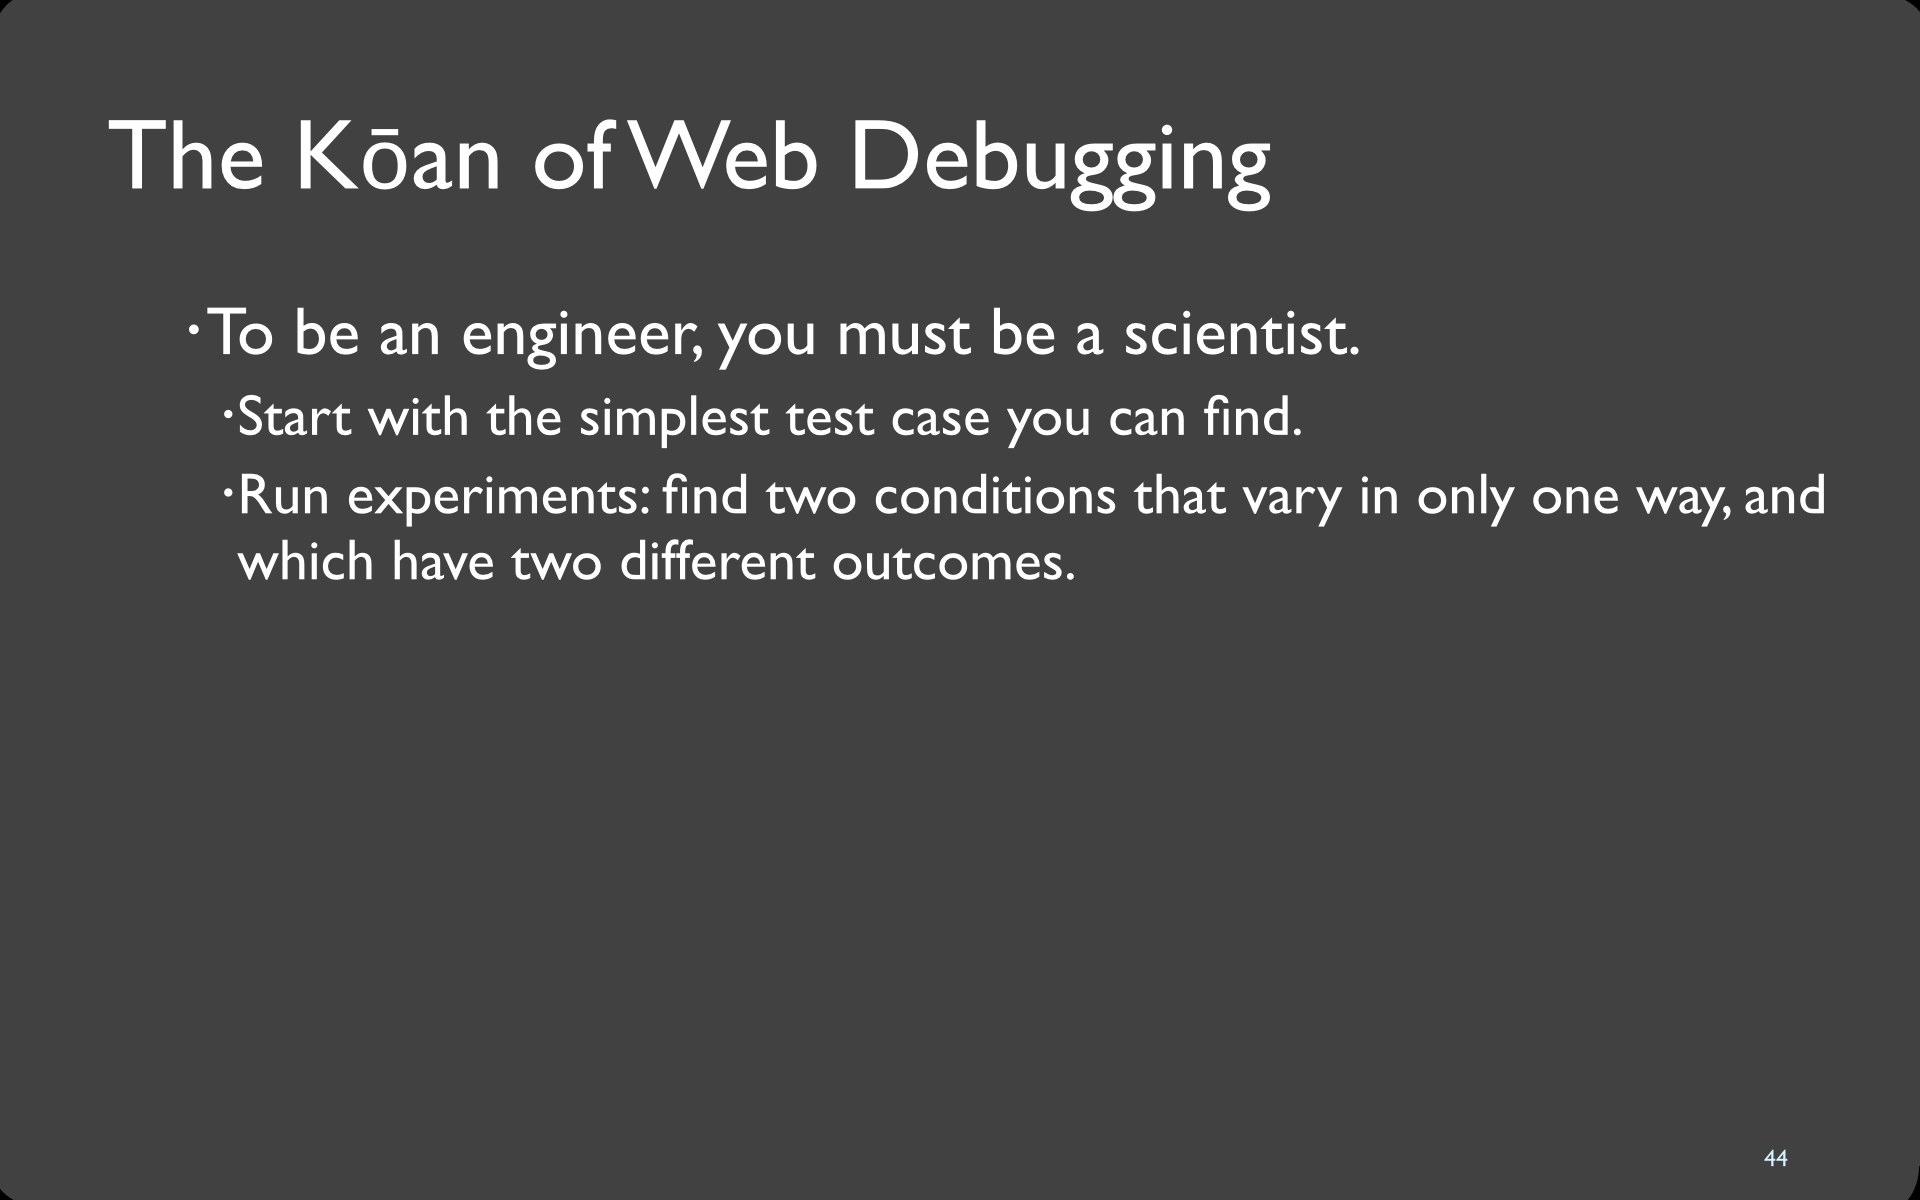 The Kōan of Web Debugging
· To be an engineer, you must be a scientist.
· Start with the simplest test case you can find.
· Run experiments: find two conditions that vary in only one way, and
which have two different outcomes.
44